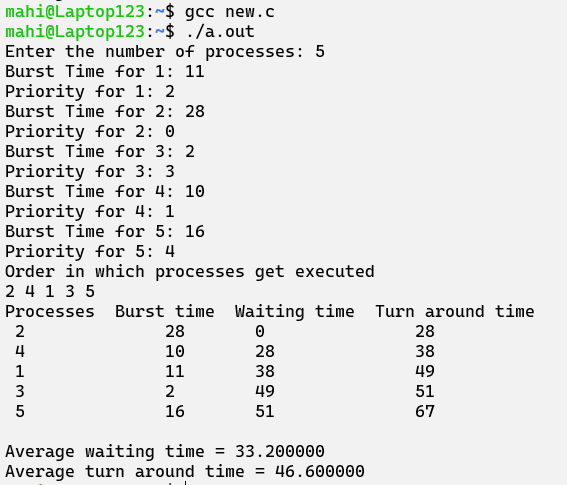 mahi@Laptop123:~$ gcc new.c
mahi@Laptop123:~$ ./a.out
Enter the number of processes: 5
Burst Time for 1: 11
Priority for 1: 2
Burst Time for 2: 28
Priority for 2: 0
Burst Time for 3: 2
Priority for 3: 3
Burst Time for 4: 10
Priority for 4: 1
Burst Time for 5: 16
Priority for 5: 4
Order in which processes get executed
2 4 1 3 5
Processes  Burst time  Waiting time  Turn around time
 2              28       0               28
 4              10       28              38
 1              11       38              49
 3              2        49              51
 5              16       51              67

Average waiting time = 33.200000
Average turn around time = 46.600000